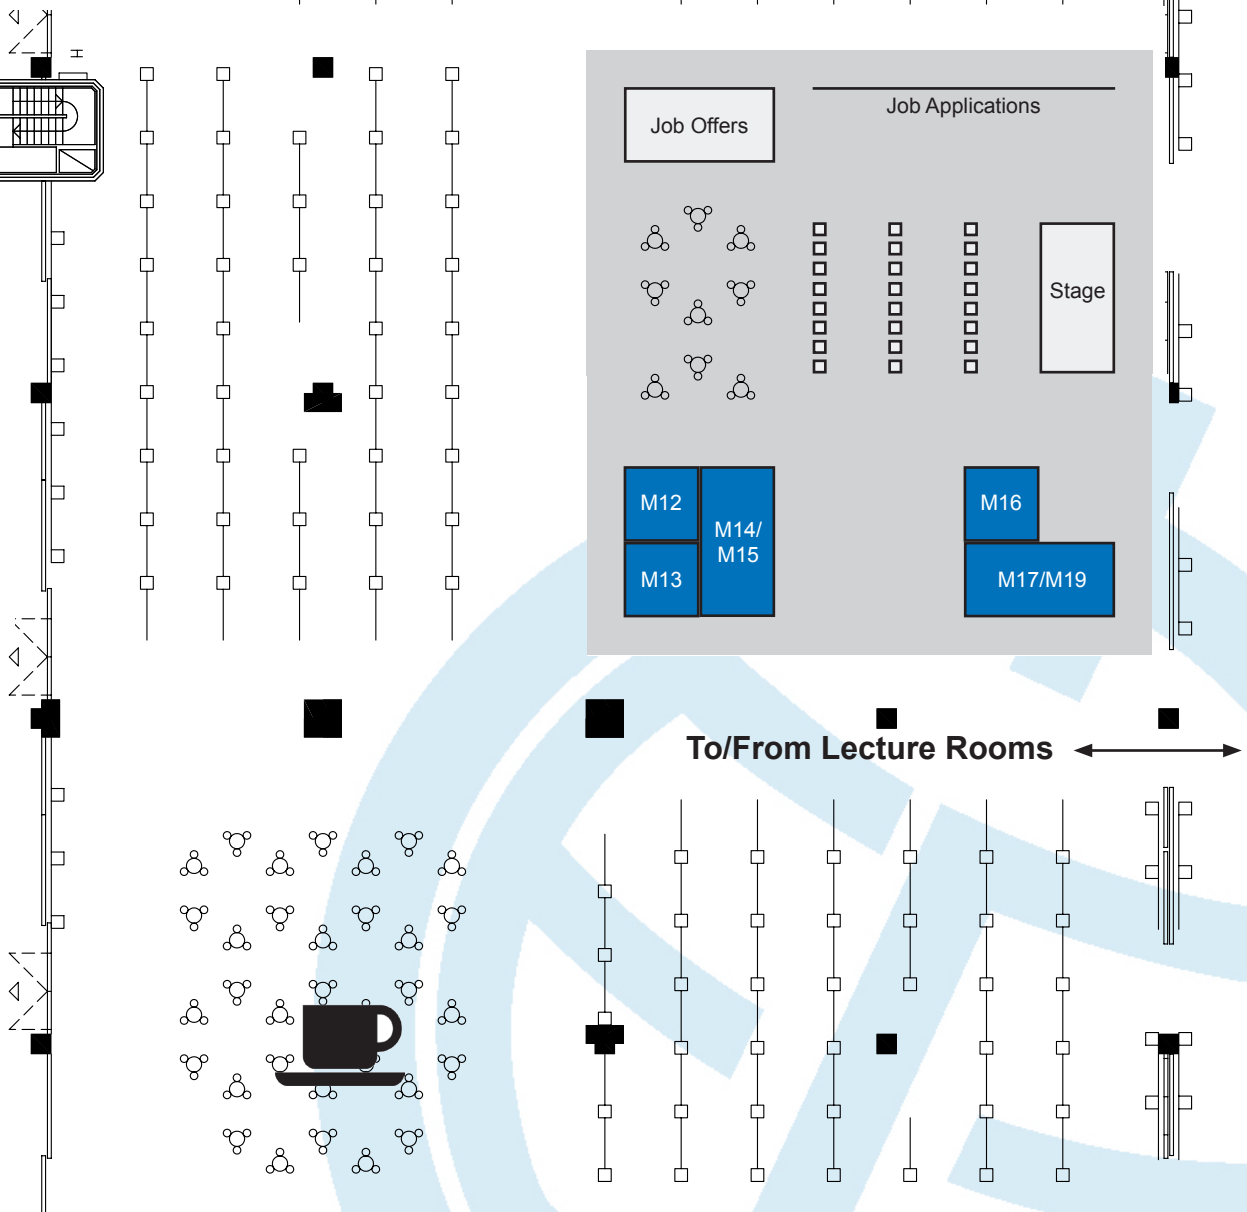 H
Job Offers
Job Applications
Stage
M12
M14/
M15
M16
M13
M17/M19
To/From Lecture Rooms